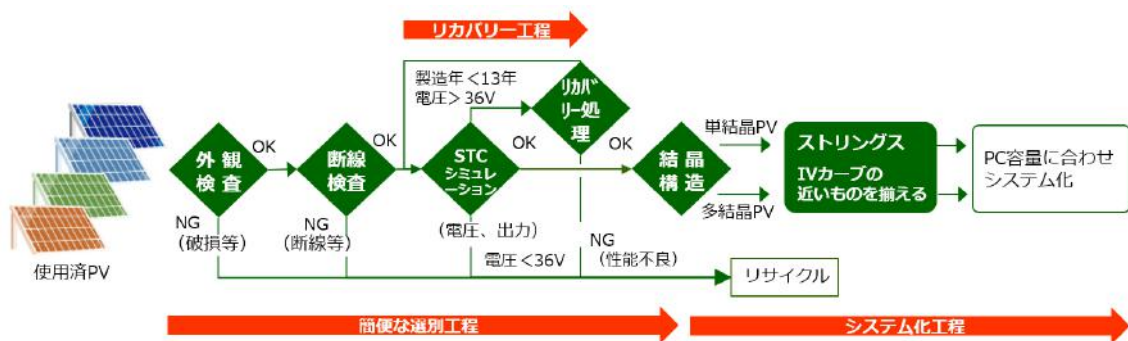 リカバリー工程
製造年<13年
電圧>36V
リカバ
リー処
理
OK
OK
OK
OK
外 観
検 査
断線
検査
STC
シミュレ
ーション
結 晶
構 造
単結晶PV
多結晶PV
ストリングス
IVカーブの
近いものを揃える
PC容量に合わせ
システム化
NG
(破損等)
NG
(断線等)
(電圧、出力)
電圧<36V
NG
(性能不良)
リサイクル
使用済PV
簡便な選別工程
システム化工程